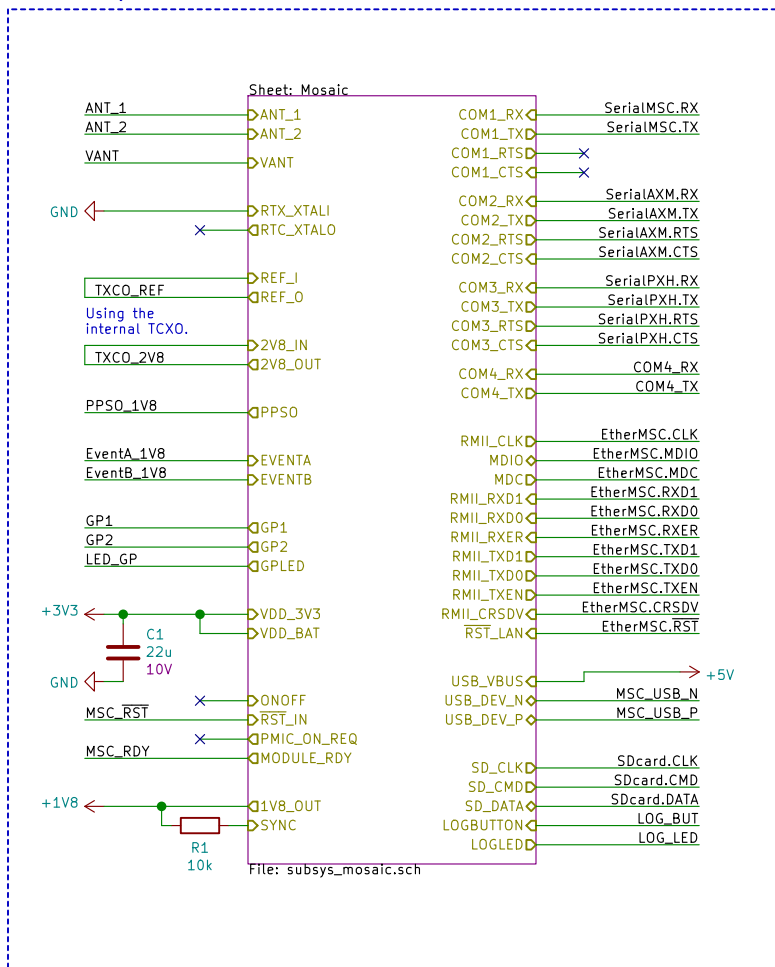 Sheet: Mosaic
ANT_1 ANT_1 COM1_RX SerialMSC.RX
ANT_2 ANT_2 COM1_TX SerialMSC.TX
VANT VANT COM1_RTS
COM1_CTS
COM2_RX SerialAXM.RX
GND RTX_XTALI COM2_TX SerialAXM.TX
RTC_XTALO COM2_RTS SerialAXM.RTS
COM2_CTS SerialAXM.CTS
REF_I COM3_RX SerialPXH.RX
TXCO_REF REF_O COM3_TX SerialPXH.TX
Using the COM3_RTS SerialPXH.RTS
internal TCXO.
2V8_IN COM3_CTS SerialPXH.CTS
TXCO_2V8 2V8_OUT COM4_RX COM4_RX
COM4_TX COM4_TX
PPSO_1V8 PPSO
RMII_CLK EtherMSC.CLK
EventA_1V8 EVENTA MDIO EtherMSC.MDIO
EventB_1V8 EVENTB MDC EtherMSC.MDC
RMII_RXD1 EtherMSC.RXD1
RMII_RXD0 EtherMSC.RXD0
GP1 GP1 RMII_RXER EtherMSC.RXER
GP2 GP2 RMII_TXD1 EtherMSC.TXD1
LED_GP GPLED RMII_TXD0 EtherMSC.TXD0
RMII_TXEN EtherMSC.TXEN
+3V3 VDD_3V3 RMII_CRSDV EtherMSC.CRSDV
C1 VDD_BAT RST_LAN EtherMSC.RST
22u
10V
GND USB_VBUS +5V
ONOFF USB_DEV_N MSC_USB_N
MSC_RST RST_IN USB_DEV_P MSC_USB_P
PMIC_ON_REQ
MSC_RDY MODULE_RDY SD_CLK SDcard.CLK
SD_CMD SDcard.CMD
+1V8 1V8_OUT SD_DATA SDcard.DATA
SYNC LOGBUTTON LOG_BUT
R1 LOGLED LOG_LED
10k
File: subsys_mosaic.sch